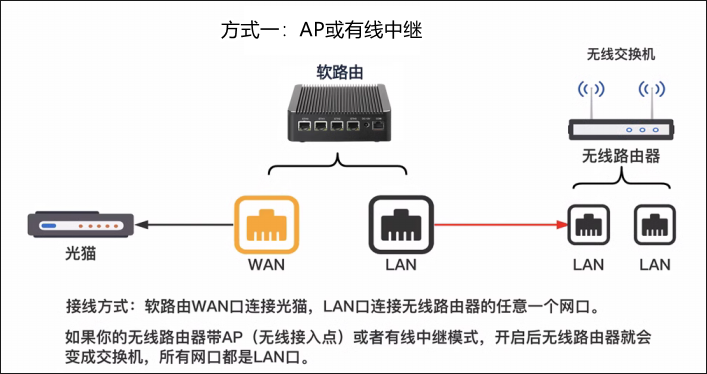 方式一：AP或有线中继
无线交换机
软路由
无线路由器
光猫
WAN
LAN
LAN
LAN
接线方式：软路由WAN口连接光猫，LAN口连接无线路由器的任意一个网口。
如果你的无线路由器带AP（无线接入点）或者有线中继模式，开启后无线路由器就会
变成交换机，所有网口都是LAN口。